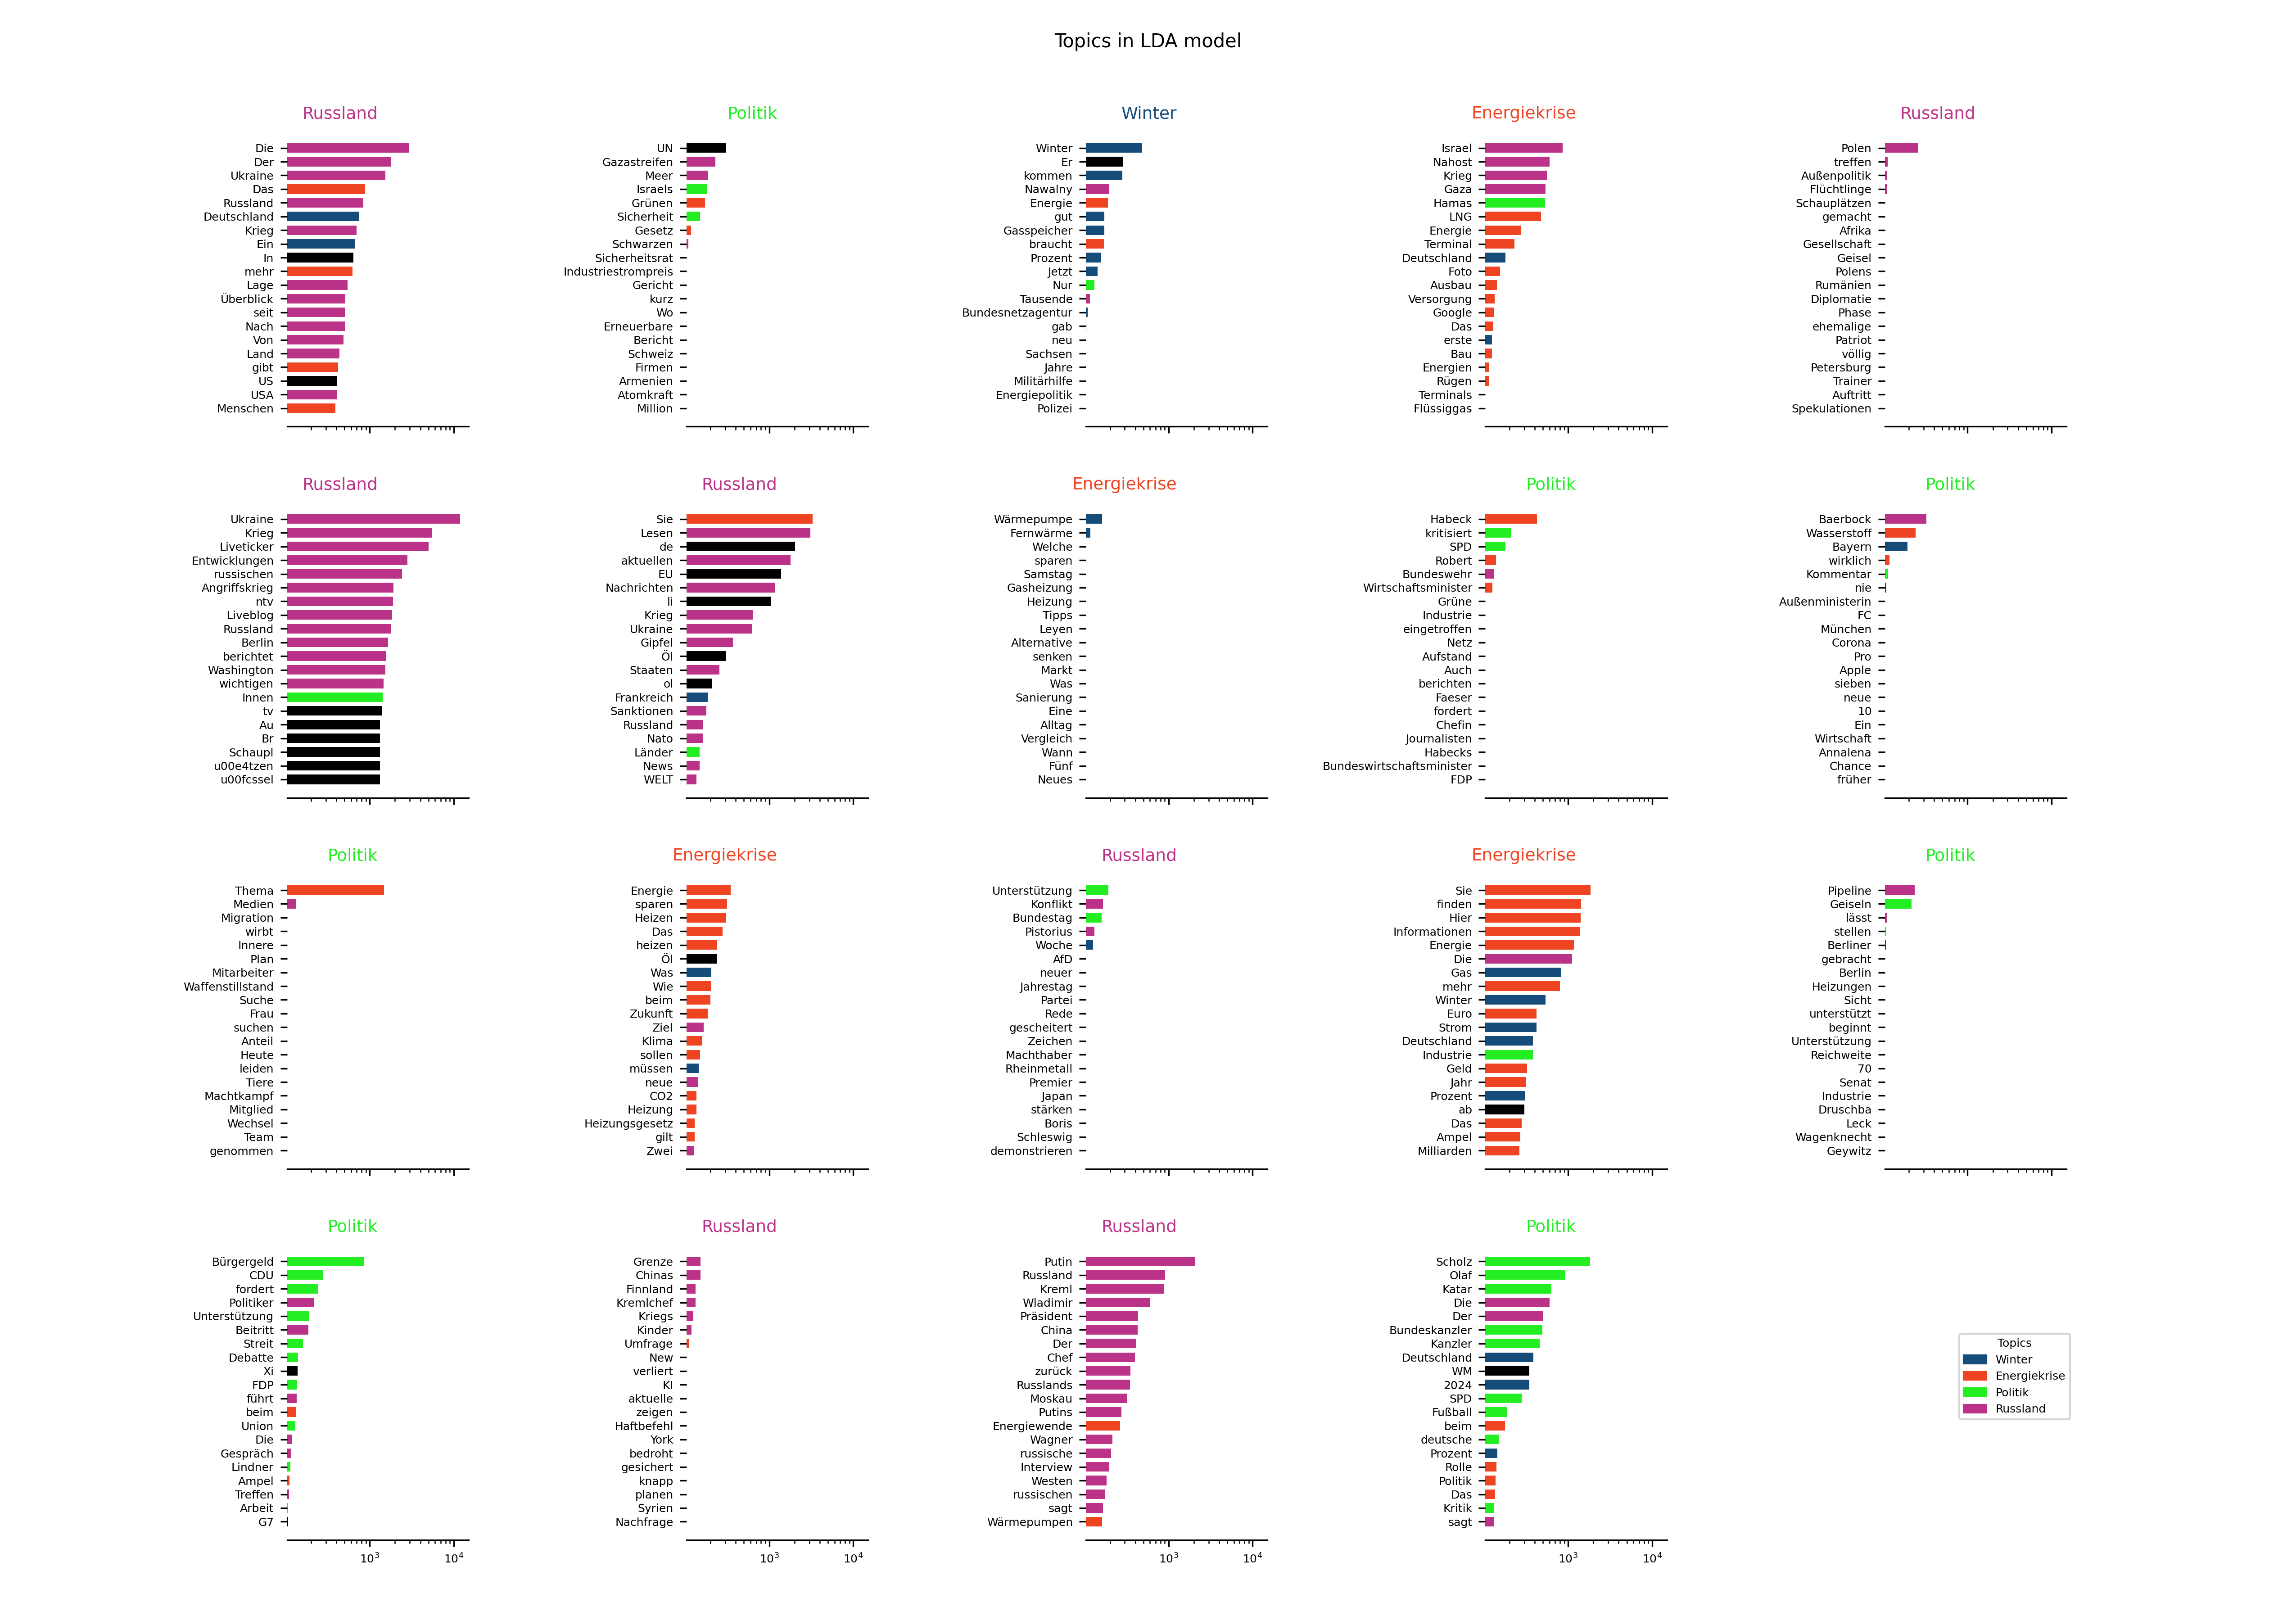 Topics in LDA model
Russland
Die
Der
Ukraine
Das
Russland
Deutschland
Krieg
Ein
In
mehr
Lage
Überblick
seit
Nach
Von
Land
gibt
US
USA
Menschen
Politik
UN
Gazastreifen
Meer
Israels
Grünen
Sicherheit
Gesetz
Schwarzen
Sicherheitsrat
Industriestrompreis
Gericht
kurz
Wo
Erneuerbare
Bericht
Schweiz
Firmen
Armenien
Atomkraft
Million
Winter
Winter
Er
kommen
Nawalny
Energie
gut
Gasspeicher
braucht
Prozent
Jetzt
Nur
Tausende
Bundesnetzagentur
gab
neu
Sachsen
Jahre
Militärhilfe
Energiepolitik
Polizei
Energiekrise
Israel
Nahost
Krieg
Gaza
Hamas
LNG
Energie
Terminal
Deutschland
Foto
Ausbau
Versorgung
Google
Das
erste
Bau
Energien
Rügen
Terminals
Flüssiggas
Russland
Polen
treffen
Außenpolitik
Flüchtlinge
Schauplätzen
gemacht
Afrika
Gesellschaft
Geisel
Polens
Rumänien
Diplomatie
Phase
ehemalige
Patriot
völlig
Petersburg
Trainer
Auftritt
Spekulationen
Russland
Ukraine
Krieg
Liveticker
Entwicklungen
russischen
Angriffskrieg
ntv
Liveblog
Russland
Berlin
berichtet
Washington
wichtigen
Innen
tv
Au
Br
Schaupl
u00e4tzen
u00fcssel
Russland
Sie
Lesen
de
aktuellen
EU
Nachrichten
li
Krieg
Ukraine
Gipfel
Öl
Staaten
ol
Frankreich
Sanktionen
Russland
Nato
Länder
News
WELT
Energiekrise
Wärmepumpe
Fernwärme
Welche
sparen
Samstag
Gasheizung
Heizung
Tipps
Leyen
Alternative
senken
Markt
Was
Sanierung
Eine
Alltag
Vergleich
Wann
Fünf
Neues
Politik
Habeck
kritisiert
SPD
Robert
Bundeswehr
Wirtschaftsminister
Grüne
Industrie
eingetroffen
Netz
Aufstand
Auch
berichten
Faeser
fordert
Chefin
Journalisten
Habecks
Bundeswirtschaftsminister
FDP
Politik
Baerbock
Wasserstoff
Bayern
wirklich
Kommentar
nie
Außenministerin
FC
München
Corona
Pro
Apple
sieben
neue
10
Ein
Wirtschaft
Annalena
Chance
früher
Politik
Thema
Medien
Migration
wirbt
Innere
Plan
Mitarbeiter
Waffenstillstand
Suche
Frau
suchen
Anteil
Heute
leiden
Tiere
Machtkampf
Mitglied
Wechsel
Team
genommen
Energiekrise
Energie
sparen
Heizen
Das
heizen
Öl
Was
Wie
beim
Zukunft
Ziel
Klima
sollen
müssen
neue
CO2
Heizung
Heizungsgesetz
gilt
Zwei
Russland
Unterstützung
Konflikt
Bundestag
Pistorius
Woche
AfD
neuer
Jahrestag
Partei
Rede
gescheitert
Zeichen
Machthaber
Rheinmetall
Premier
Japan
stärken
Boris
Schleswig
demonstrieren
Energiekrise
Sie
finden
Hier
Informationen
Energie
Die
Gas
mehr
Winter
Euro
Strom
Deutschland
Industrie
Geld
Jahr
Prozent
ab
Das
Ampel
Milliarden
Politik
Pipeline
Geiseln
lässt
stellen
Berliner
gebracht
Berlin
Heizungen
Sicht
unterstützt
beginnt
Unterstützung
Reichweite
70
Senat
Industrie
Druschba
Leck
Wagenknecht
Geywitz
Politik
Bürgergeld
CDU
fordert
Politiker
Unterstützung
Beitritt
Streit
Debatte
Xi
FDP
führt
beim
Union
Die
Gespräch
Lindner
Ampel
Treffen
Arbeit
G7
10³ 10⁴
Russland
Grenze
Chinas
Finnland
Kremlchef
Kriegs
Kinder
Umfrage
New
verliert
KI
aktuelle
zeigen
Haftbefehl
York
bedroht
gesichert
knapp
planen
Syrien
Nachfrage
10³ 10⁴
Russland
Putin
Russland
Kreml
Wladimir
Präsident
China
Der
Chef
zurück
Russlands
Moskau
Putins
Energiewende
Wagner
russische
Interview
Westen
russischen
sagt
Wärmepumpen
10³ 10⁴
Politik
Scholz
Olaf
Katar
Die
Der
Bundeskanzler
Kanzler
Deutschland
WM
2024
SPD
Fußball
beim
deutsche
Prozent
Rolle
Politik
Das
Kritik
sagt
10³ 10⁴
Topics
Winter
Energiekrise
Politik
Russland